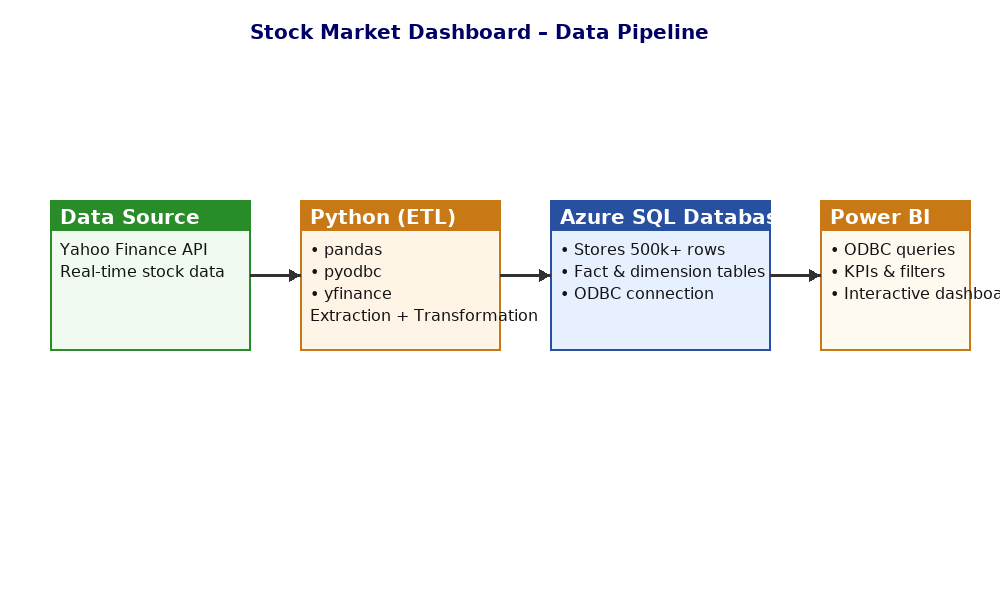 Stock Market Dashboard – Data Pipeline
Data Source
Yahoo Finance API
Real-time stock data
Python (ETL)
• pandas
• pyodbc
• yfinance
Extraction + Transformation
Azure SQL Databas
• Stores 500k+ rows
• Fact & dimension tables
• ODBC connection
Power BI
• ODBC queries
• KPIs & filters
• Interactive dashboa